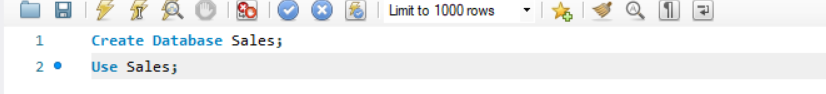 Limit to 1000 rows
1 Create Database Sales;
2 Use Sales;